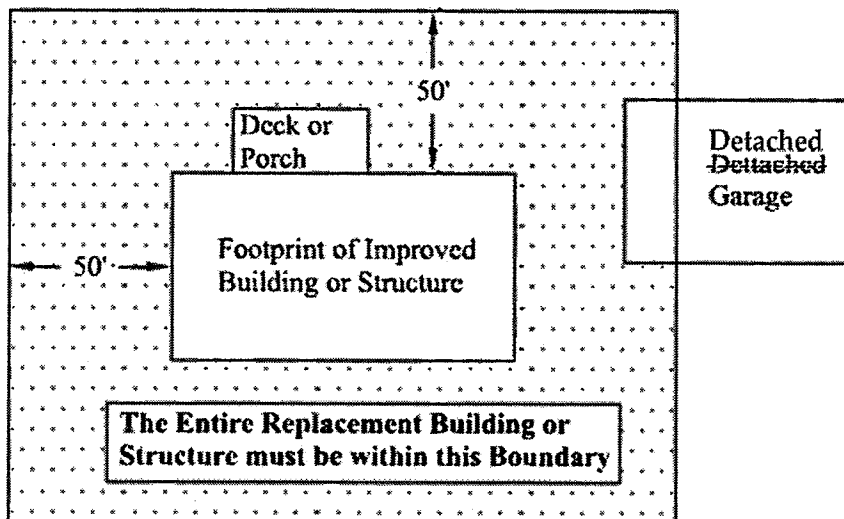 50'
Deck or
Porch
Detached
Dettached
Garage
Footprint of Improved
Building or Structure
50'
The Entire Replacement Building or
Structure must be within this Boundary